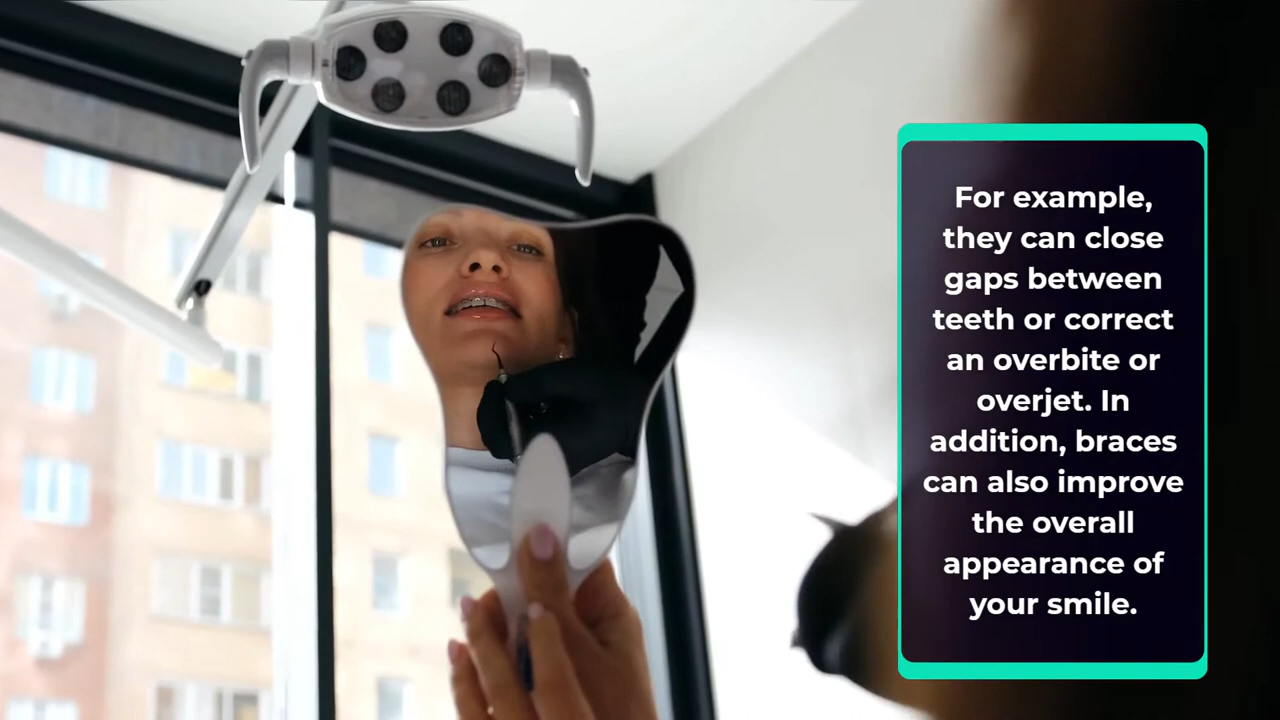 For example,
they can close
gaps between
teeth or correct
an overbite or
overjet. In
addition, braces
can also improve
the overall
appearance of
your smile.